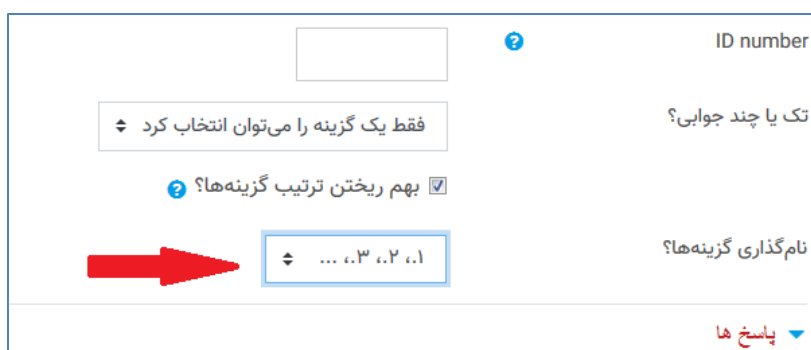 ID number
تک یا چند جوابی؟
فقط یک گزینه را می‌توان انتخاب کرد
بهم ریختن ترتیب گزینه‌ها؟
نام‌گذاری گزینه‌ها؟
۱.، ۲.، ۳.، ...
پاسخ ها